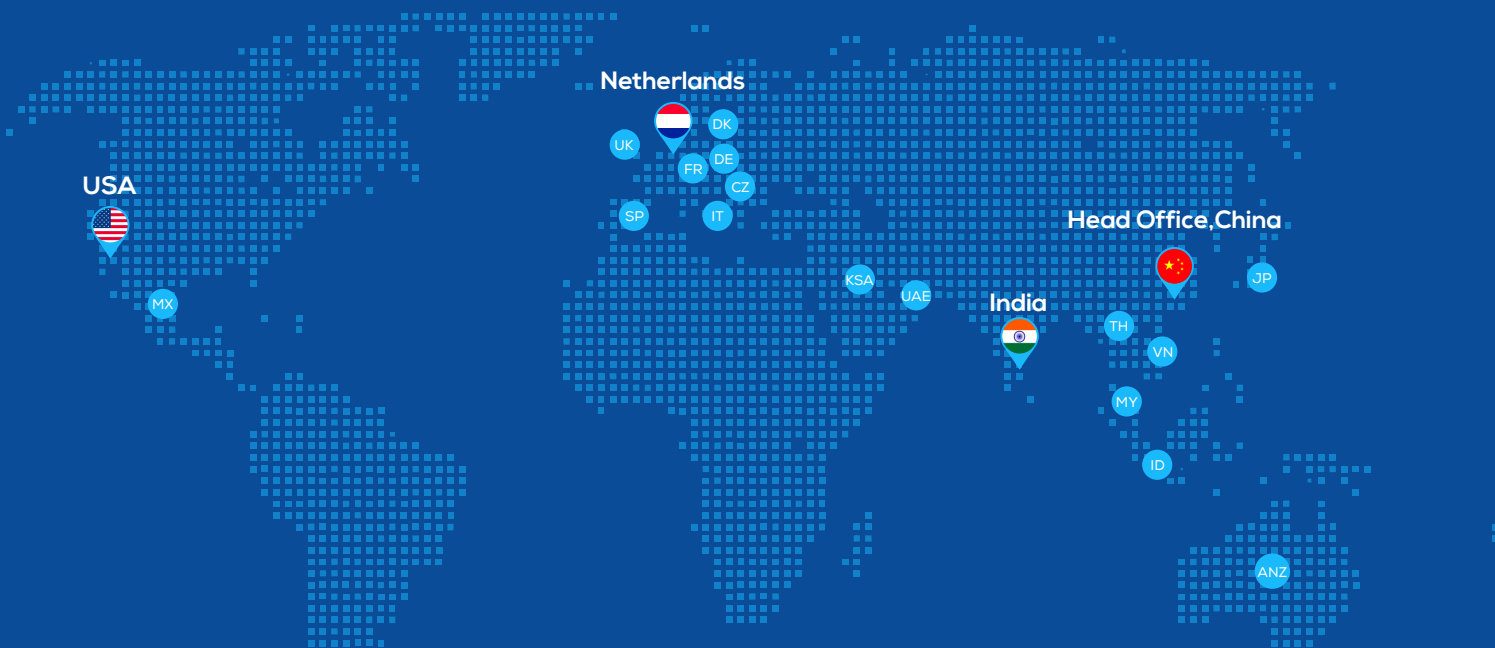 Netherlands
DK
UK
DE
FR
CZ
USA
SP
IT
Head Office,China
KSA
JP
UAE
India
MX
TH
VN
MY
ID
ANZ